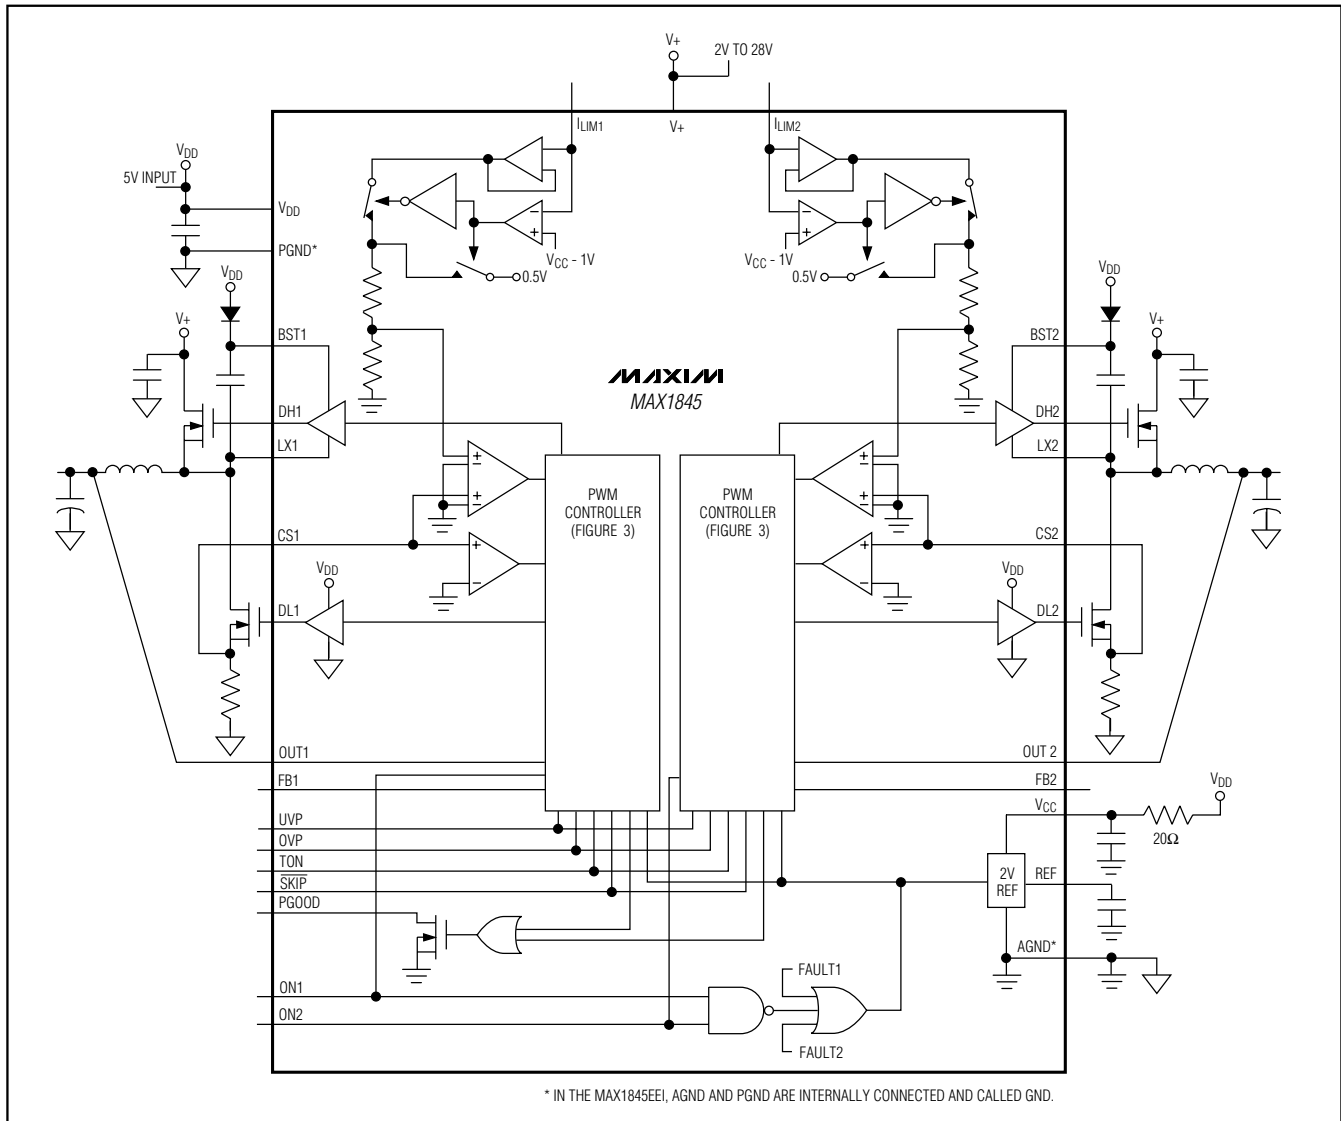 V+
2V TO 28V
V+
ILIM1
ILIM2
VDD
5V INPUT
VDD
PGND*
VCC - 1V
0.5V
VCC - 1V
0.5V
VDD
VDD
V+
V+
BST1
BST2
MAXIM
MAX1845
DH1
DH2
LX1
LX2
+
−
+
−
+
−
+
−
PWM
CONTROLLER
(FIGURE 3)
PWM
CONTROLLER
(FIGURE 3)
CS1
CS2
+
−
+
−
VDD
VDD
DL1
DL2
OUT1
OUT 2
FB1
FB2
VDD
VCC
20Ω
UVP
OVP
TON
SKIP
PGOOD
2V
REF
REF
AGND*
FAULT1
ON1
ON2
FAULT2
* IN THE MAX1845EEI, AGND AND PGND ARE INTERNALLY CONNECTED AND CALLED GND.